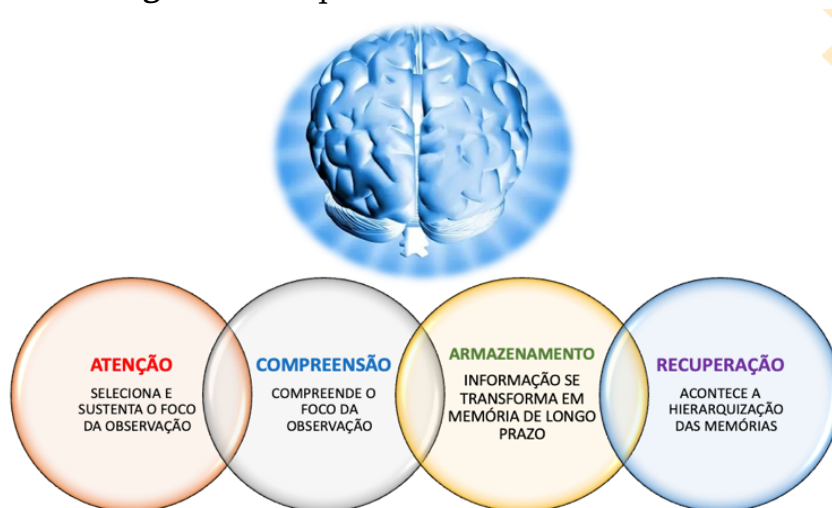 ATENÇÃO
SELECIONA E
SUSTENTA O FOCO
DA OBSERVAÇÃO
COMPREENSÃO
COMPREENDE O
FOCO DA
OBSERVAÇÃO
ARMAZENAMENTO
INFORMAÇÃO SE
TRANSFORMA EM
MEMÓRIA DE LONGO
PRAZO
RECUPERAÇÃO
ACONTECE A
HIERARQUIZAÇÃO
DAS MEMÓRIAS